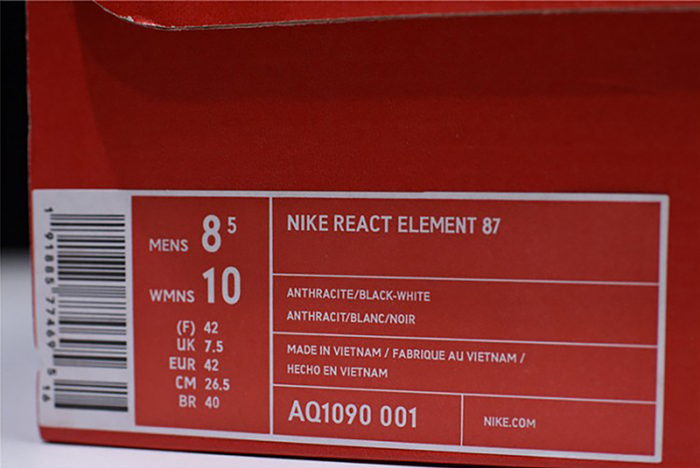 1 91885 77469 5 16
MENS 8 5
WMNS 10
(F) 42
UK 7.5
EUR 42
CM 26.5
BR 40
NIKE REACT ELEMENT 87
ANTHRACITE/BLACK-WHITE
ANTHRACIT/BLANC/NOIR
MADE IN VIETNAM / FABRIQUE AU VIETNAM /
HECHO EN VIETNAM
AQ1090 001
NIKE.COM